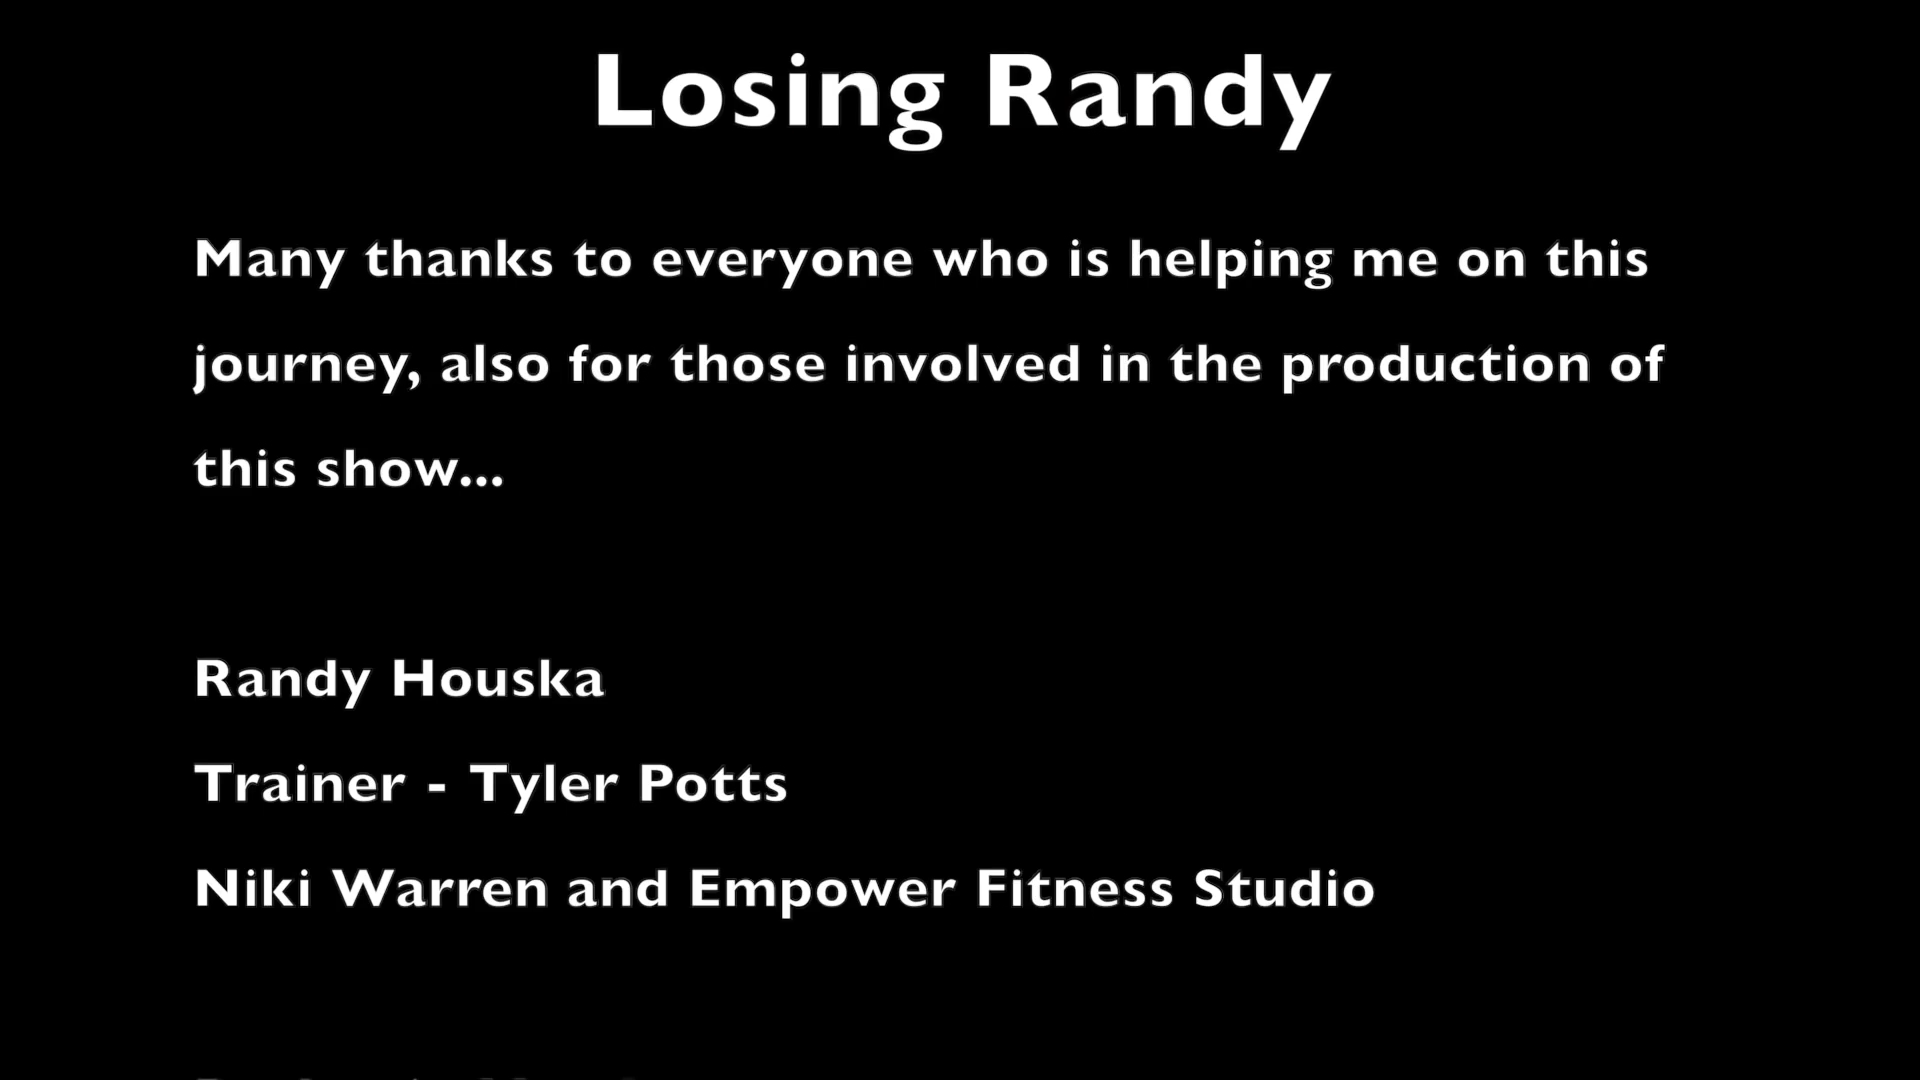 Losing Randy
Many thanks to everyone who is helping me on this
journey, also for those involved in the production of
this show...
Randy Houska
Trainer - Tyler Potts
Niki Warren and Empower Fitness Studio